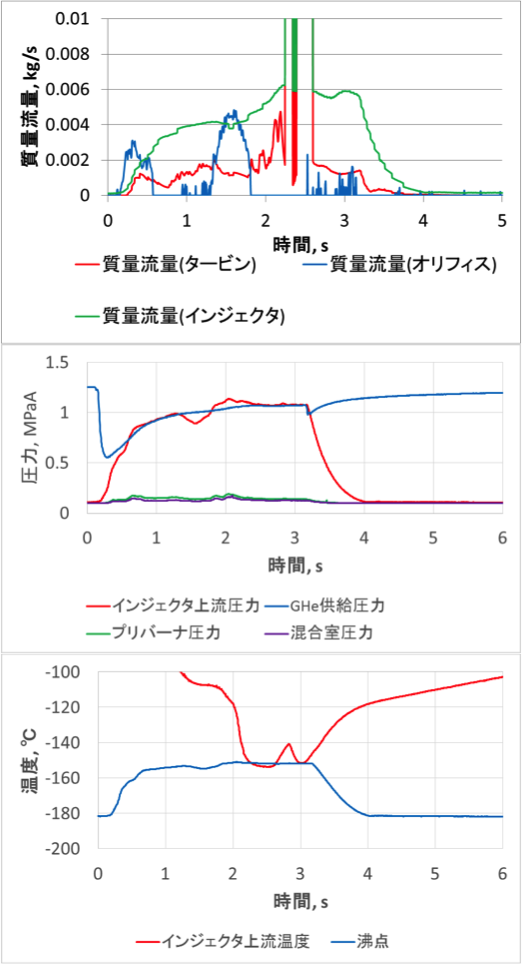 質量流量, kg/s
0.01
0.008
0.006
0.004
0.002
0
0 1 2 3 4 5
時間, s
質量流量(タービン) 質量流量(オリフィス)
質量流量(インジェクタ)
圧力, MPaA
1.5
1
0.5
0
0 1 2 3 4 5 6
時間, s
インジェクタ上流圧力 GHe供給圧力
プリバーナ圧力 混合室圧力
温度, ℃
-100
-120
-140
-160
-180
-200
0 1 2 3 4 5 6
時間, s
インジェクタ上流温度 沸点